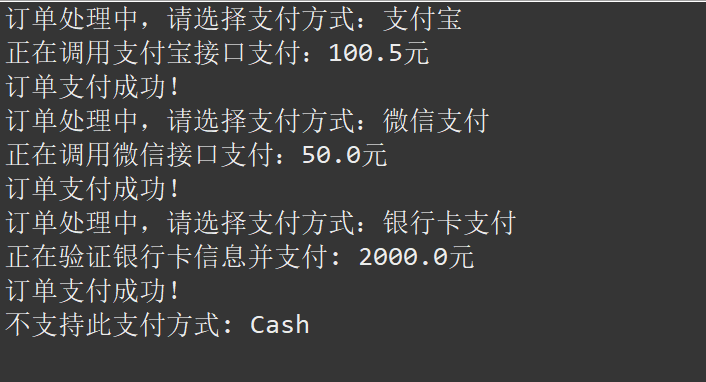 订单处理中，请选择支付方式：支付宝
正在调用支付宝接口支付：100.5元
订单支付成功！
订单处理中，请选择支付方式：微信支付
正在调用微信接口支付：50.0元
订单支付成功！
订单处理中，请选择支付方式：银行卡支付
正在验证银行卡信息并支付: 2000.0元
订单支付成功！
不支持此支付方式: Cash